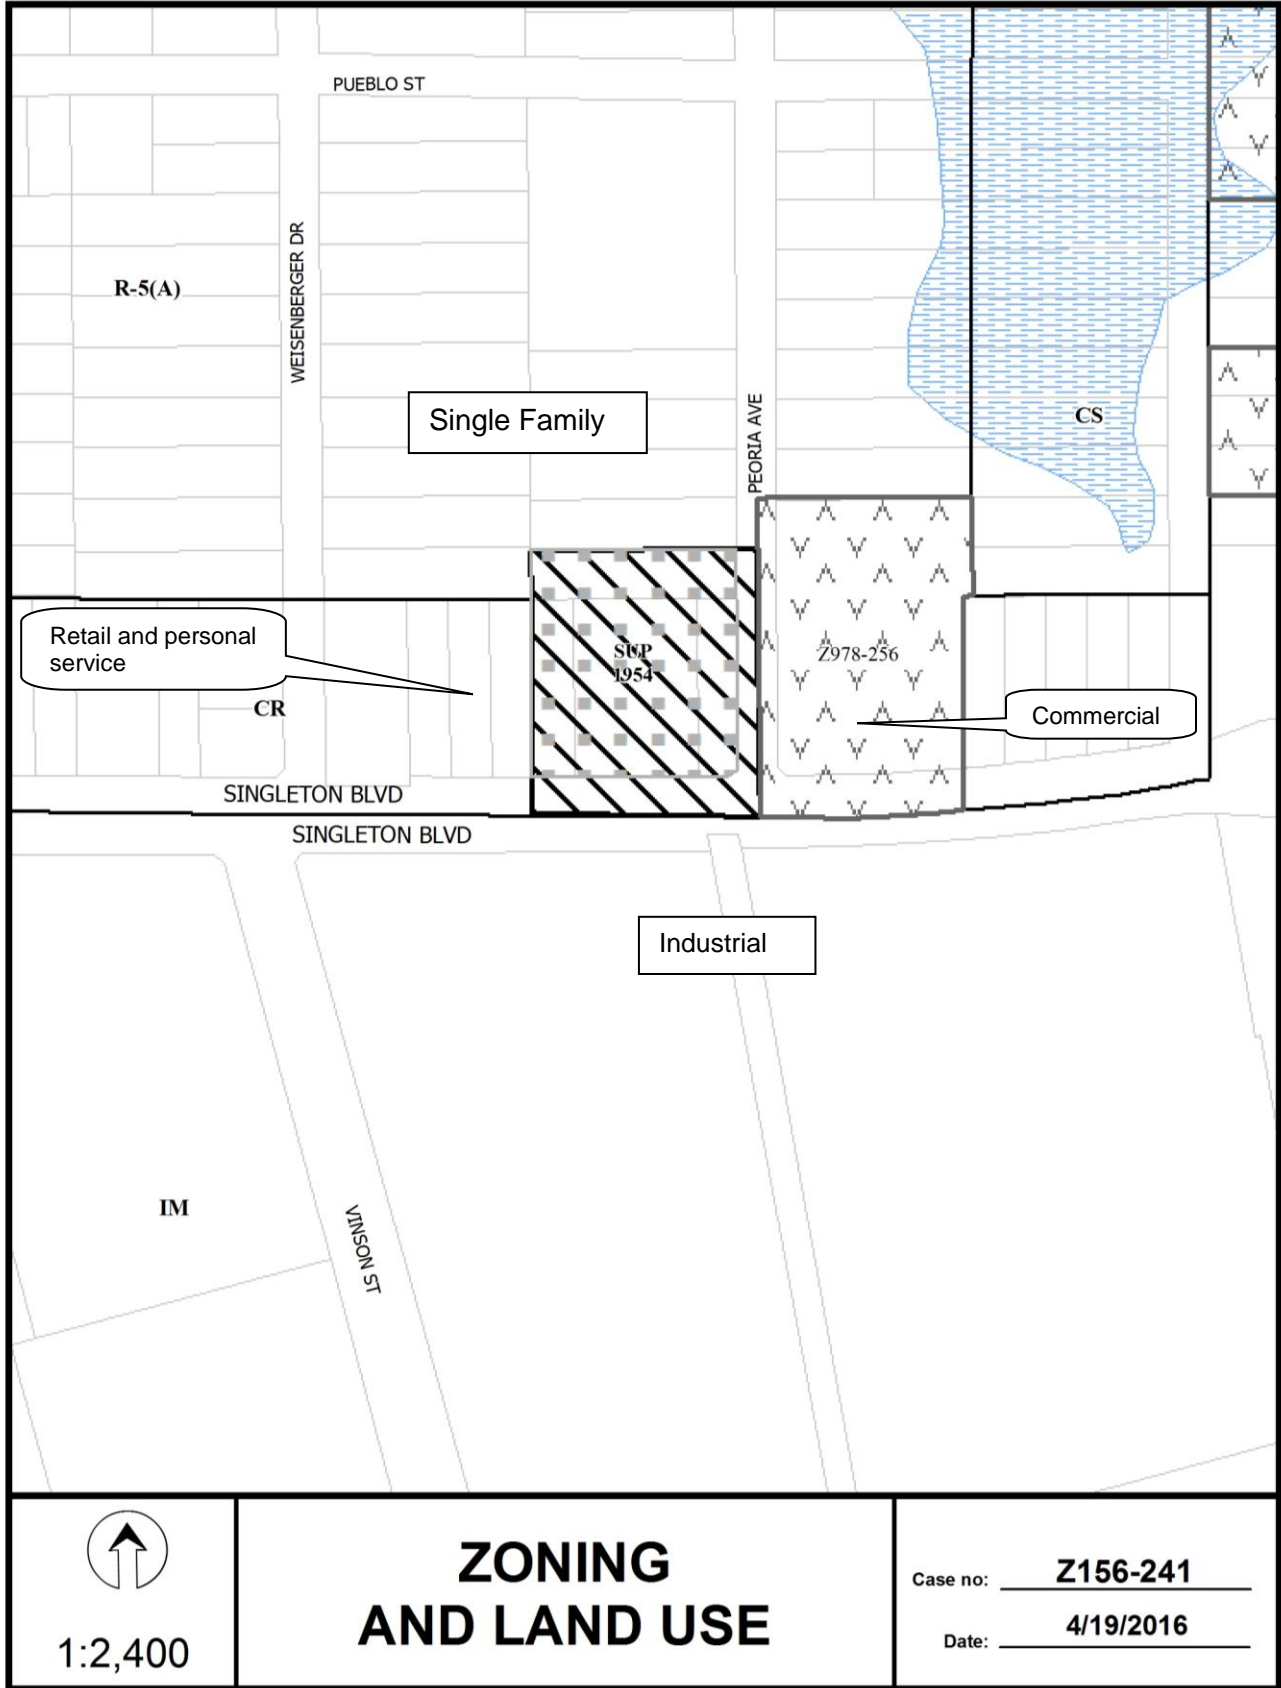 PUEBLO ST
WEISENBERGER DR
R-5(A)
Single Family
PEORIA AVE
CS
Retail and personal
service
SUP
1954
Z978-256
CR
Commercial
SINGLETON BLVD
SINGLETON BLVD
Industrial
IM
VINSON ST
1:2,400
ZONING
AND LAND USE
Case no: Z156-241
Date: 4/19/2016